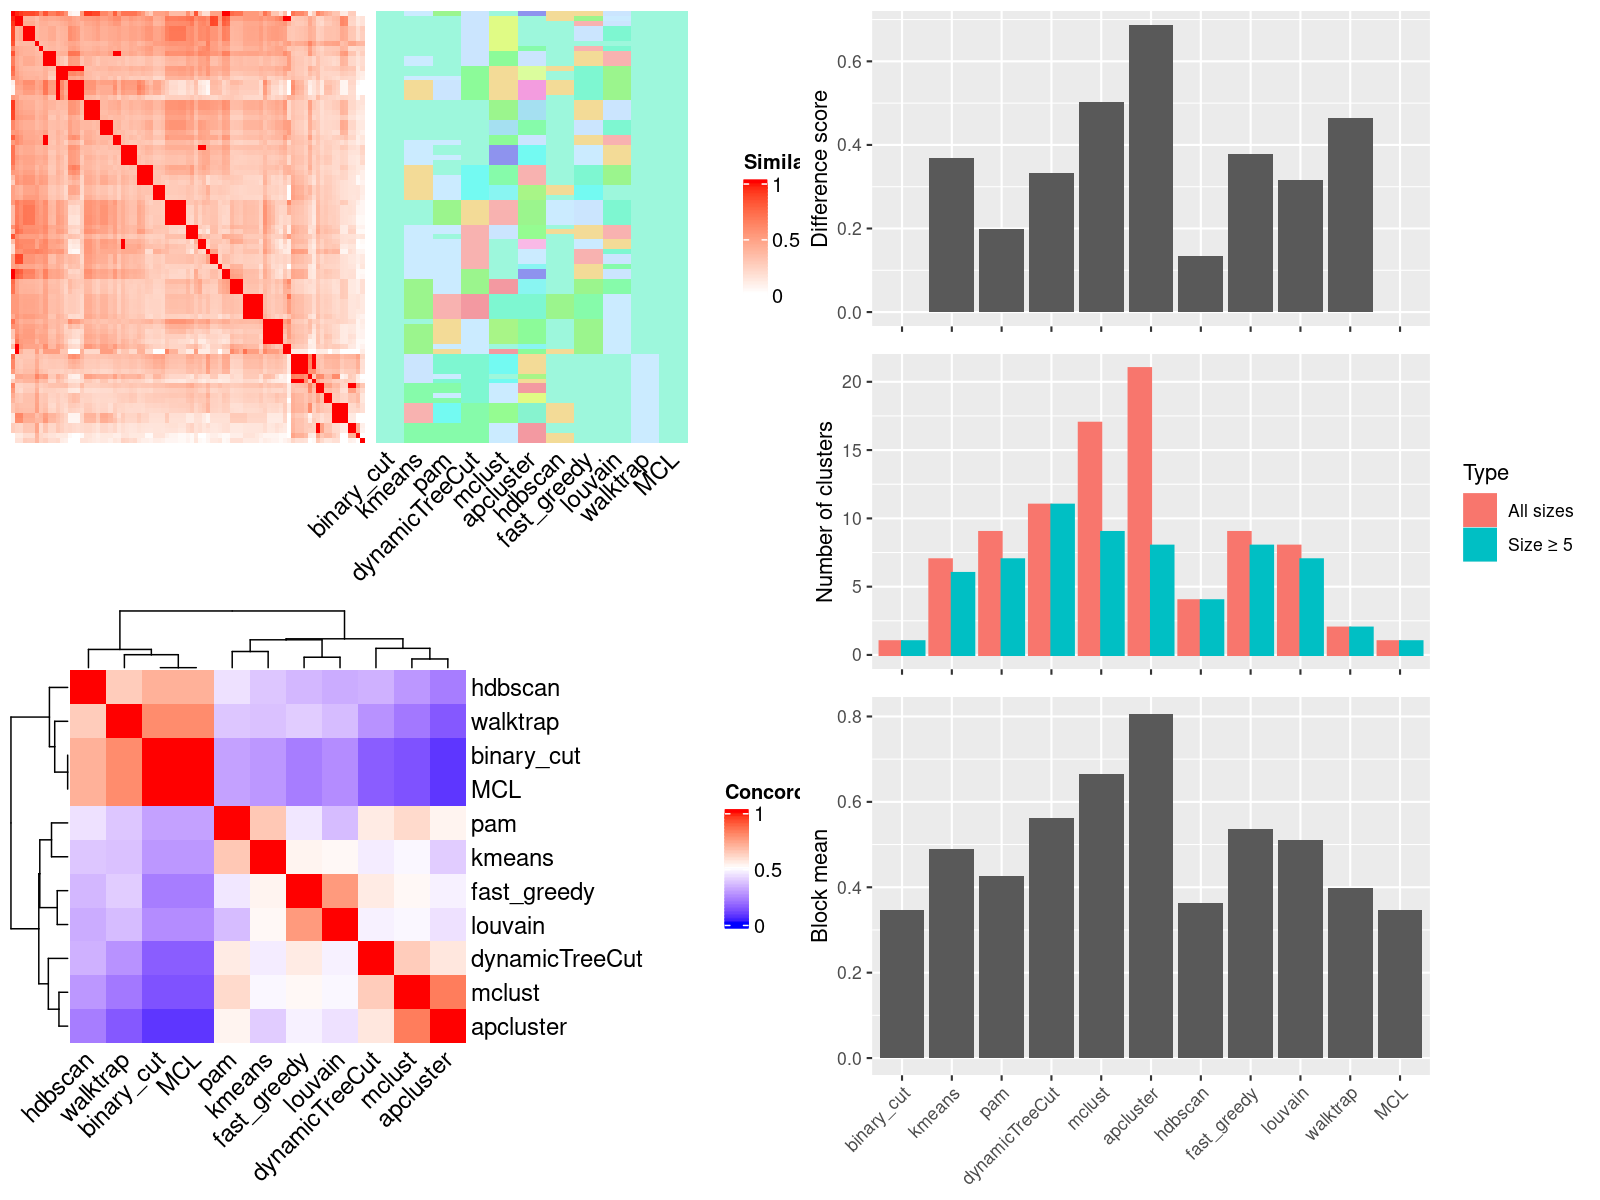 Simila
1
0.5
0
binary_cut
kmeans
pam
dynamicTreeCut
mclust
apcluster
hdbscan
fast_greedy
louvain
walktrap
MCL
hdbscan
walktrap
binary_cut
MCL
pam
kmeans
fast_greedy
louvain
dynamicTreeCut
mclust
apcluster
hdbscan
walktrap
binary_cut
MCL
pam
kmeans
fast_greedy
louvain
dynamicTreeCut
mclust
apcluster
Concord
1
0.5
0
Difference score
0.6
0.4
0.2
0.0
Number of clusters
20
15
10
5
0
Type
All sizes
Size ≥ 5
Block mean
0.8
0.6
0.4
0.2
0.0
binary_cut
kmeans
pam
dynamicTreeCut
mclust
apcluster
hdbscan
fast_greedy
louvain
walktrap
MCL